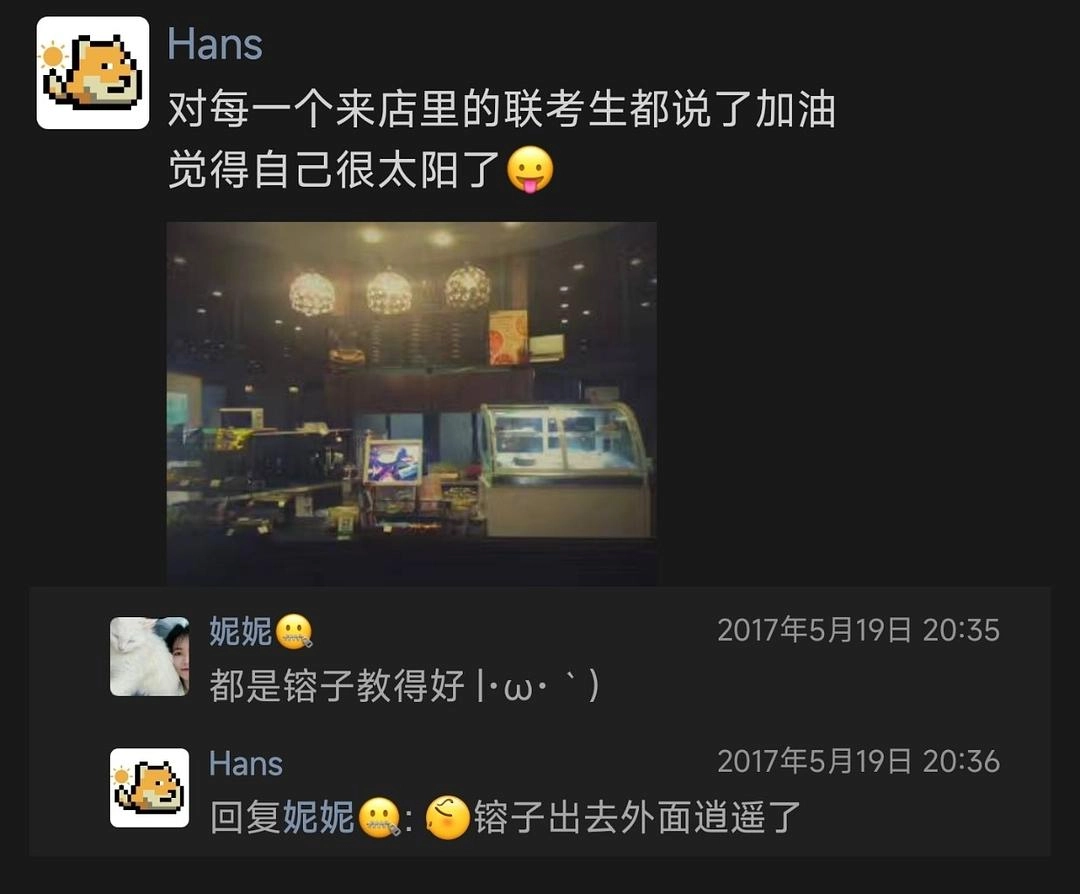 Hans
对每一个来店里的联考生都说了加油
觉得自己很太阳了😛
妮妮🤐
2017年5月19日 20:35
都是镕子教得好 |･ω･｀)
Hans
2017年5月19日 20:36
回复妮妮🤐: 镕子出去外面逍遥了